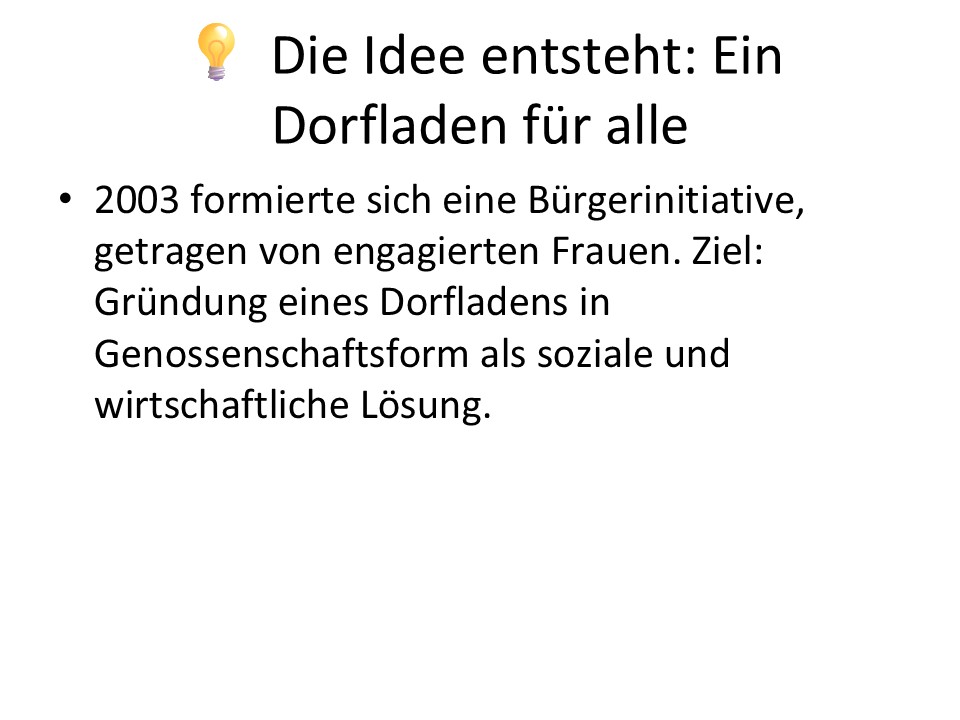 💡 Die Idee entsteht: Ein
Dorfladen für alle
• 2003 formierte sich eine Bürgerinitiative,
getragen von engagierten Frauen. Ziel:
Gründung eines Dorfladens in
Genossenschaftsform als soziale und
wirtschaftliche Lösung.